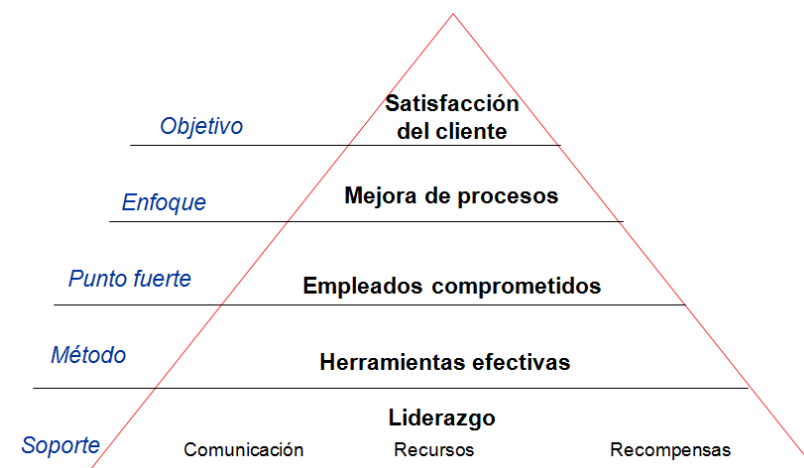 Satisfacción
Objetivo del cliente
Enfoque Mejora de procesos
Punto fuerte Empleados comprometidos
Método Herramientas efectivas
Liderazgo
Soporte Comunicación Recursos Recompensas